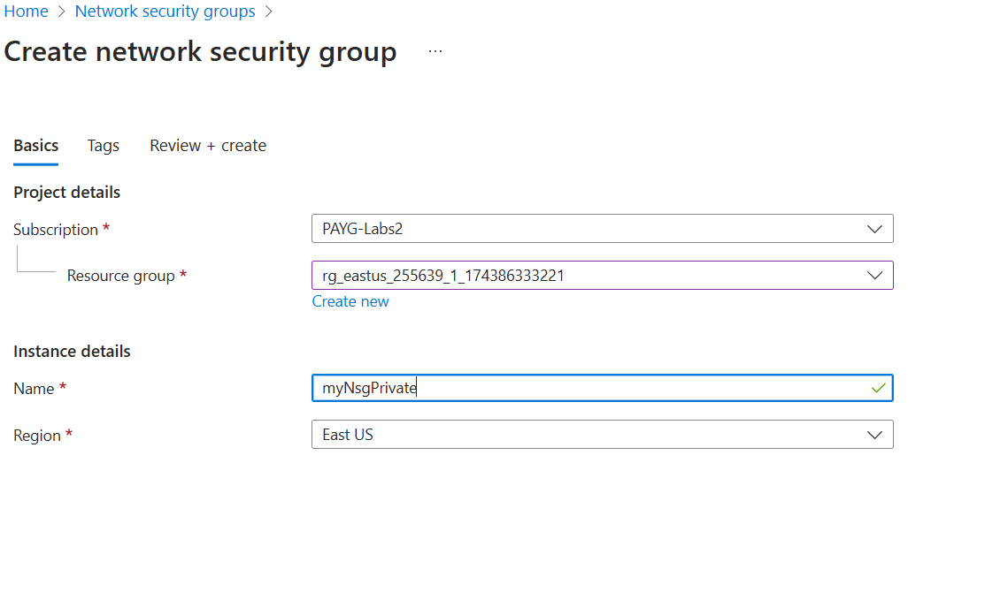 Home > Network security groups >
Create network security group ...
Basics Tags Review + create
Project details
Subscription * PAYG-Labs2
Resource group * rg_eastus_255639_1_174386333221
Create new
Instance details
Name * myNsgPrivate
Region * East US